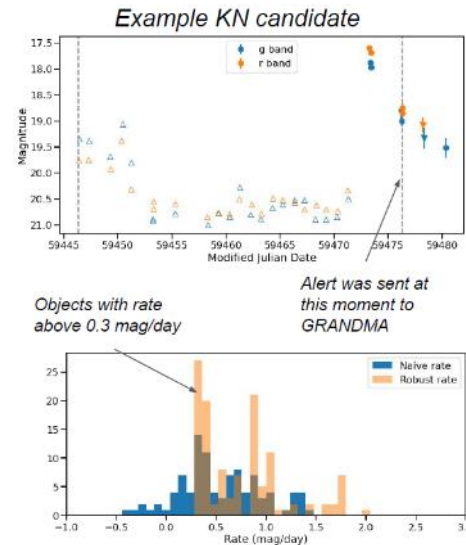 Example KN candidate
17.5
18.0
18.5
19.0
19.5
20.0
20.5
21.0
Magnitude
g band
r band
59445 59450 59455 59460 59465 59470 59475 59480
Modified Julian Date
Objects with rate
above 0.3 mag/day
Alert was sent at
this moment to
GRANDMA
25
20
15
10
5
0
Naive rate
Robust rate
-1.0 -0.5 0.0 0.5 1.0 1.5 2.0 2.5 3.
Rate (mag/day)